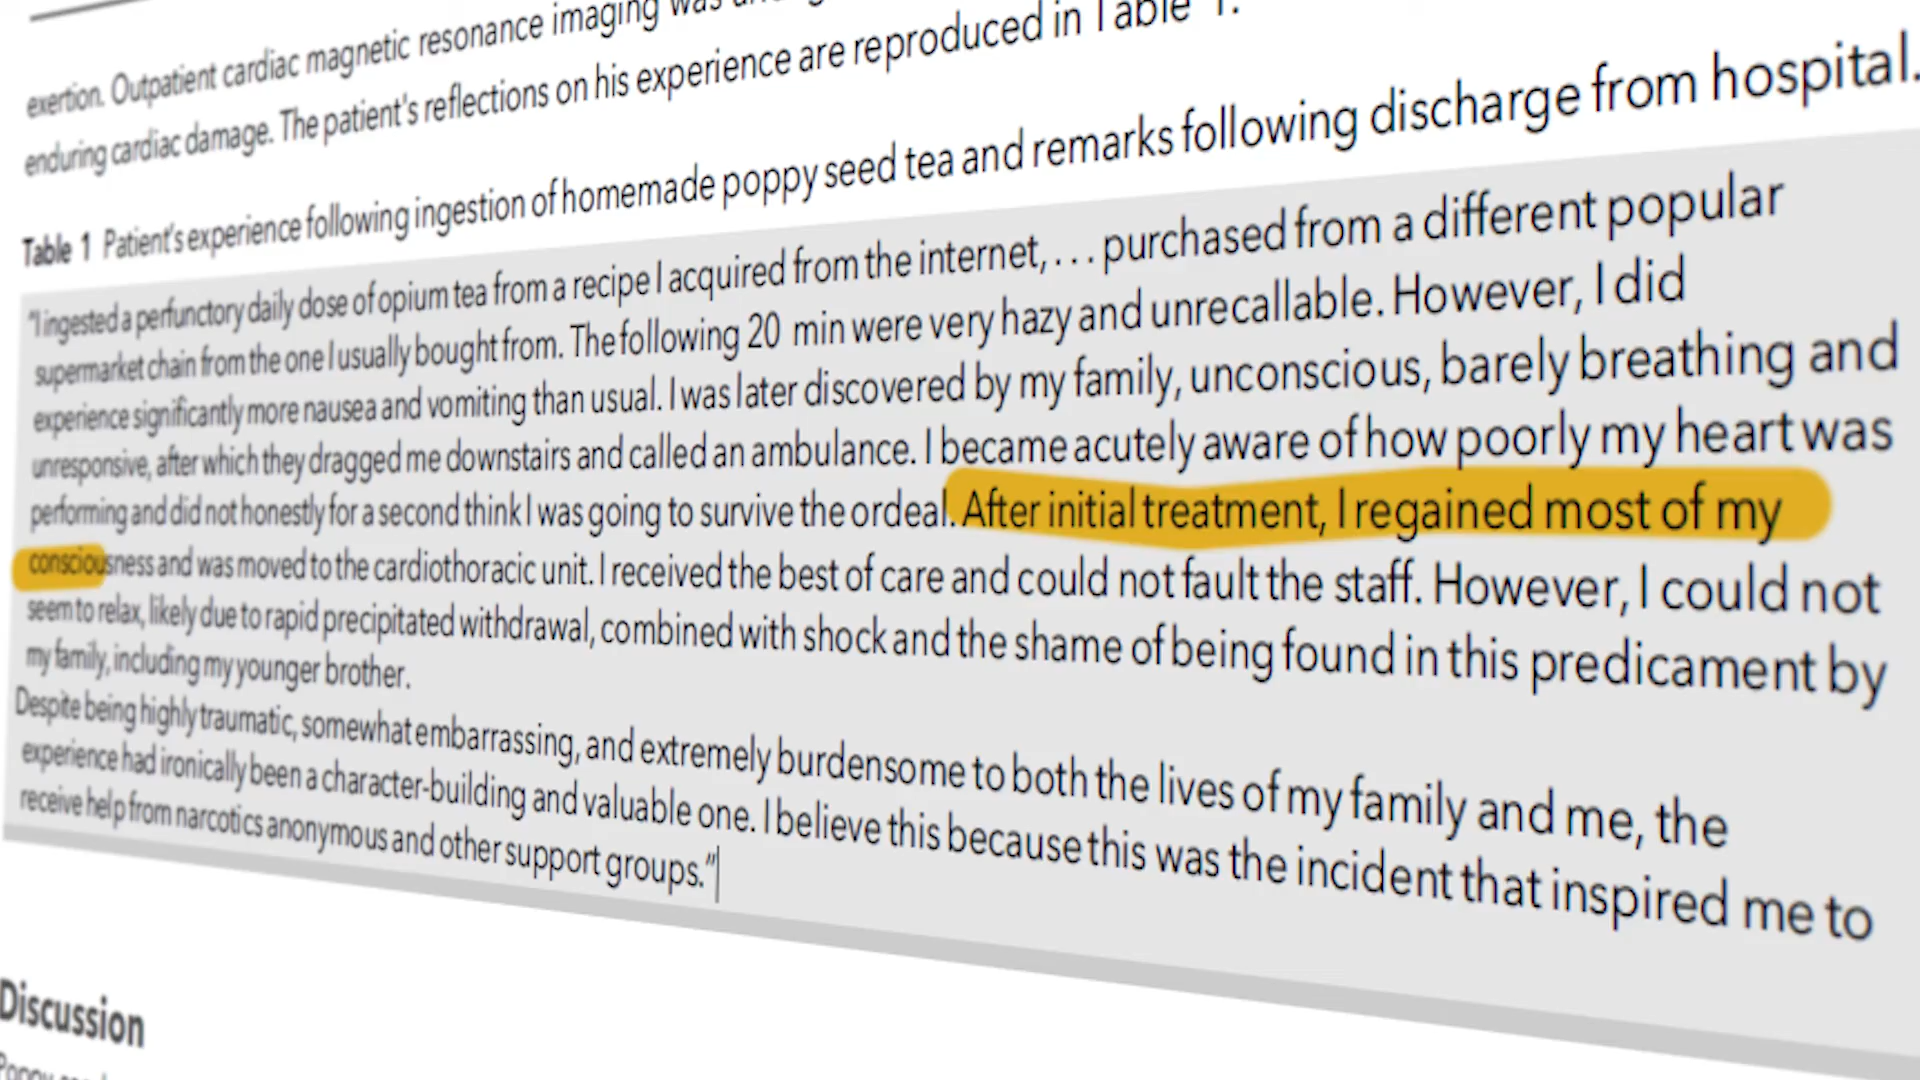 exertion. Outpatient cardiac magnetic resonance imaging was
enduring cardiac damage. The patient's reflections on his experience are reproduced in Table 1.
Table 1 Patient's experience following ingestion of homemade poppy seed tea and remarks following discharge from hospital.
"I ingested a perfunctory daily dose of opium tea from a recipe I acquired from the internet, . . . purchased from a different popular
supermarket chain from the one I usually bought from. The following 20 min were very hazy and unrecallable. However, I did
experience significantly more nausea and vomiting than usual. I was later discovered by my family, unconscious, barely breathing and
unresponsive, after which they dragged me downstairs and called an ambulance. I became acutely aware of how poorly my heart was
performing and did not honestly for a second think I was going to survive the ordeal. After initial treatment, I regained most of my
consciousness and was moved to the cardiothoracic unit. I received the best of care and could not fault the staff. However, I could not
seem to relax, likely due to rapid precipitated withdrawal, combined with shock and the shame of being found in this predicament by
my family, including my younger brother.
Despite being highly traumatic, somewhat embarrassing, and extremely burdensome to both the lives of my family and me, the
experience had ironically been a character-building and valuable one. I believe this because this was the incident that inspired me to
receive help from narcotics anonymous and other support groups."
Discussion